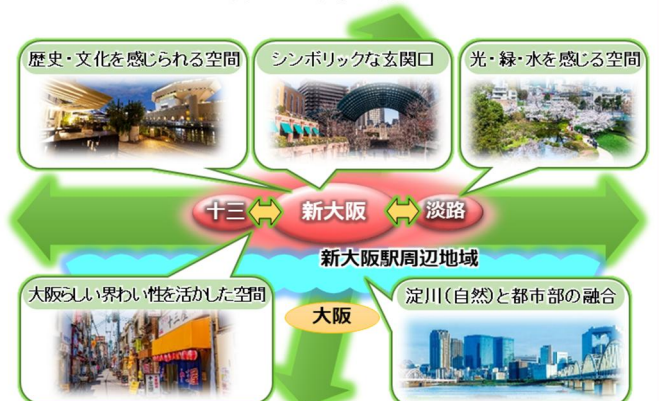 歴史・文化を感じられる空間
シンボリックな玄関口
光・緑・水を感じる空間
十三
新大阪
淡路
新大阪駅周辺地域
大阪らしい界わい性を活かした空間
淀川(自然)と都市部の融合
大阪